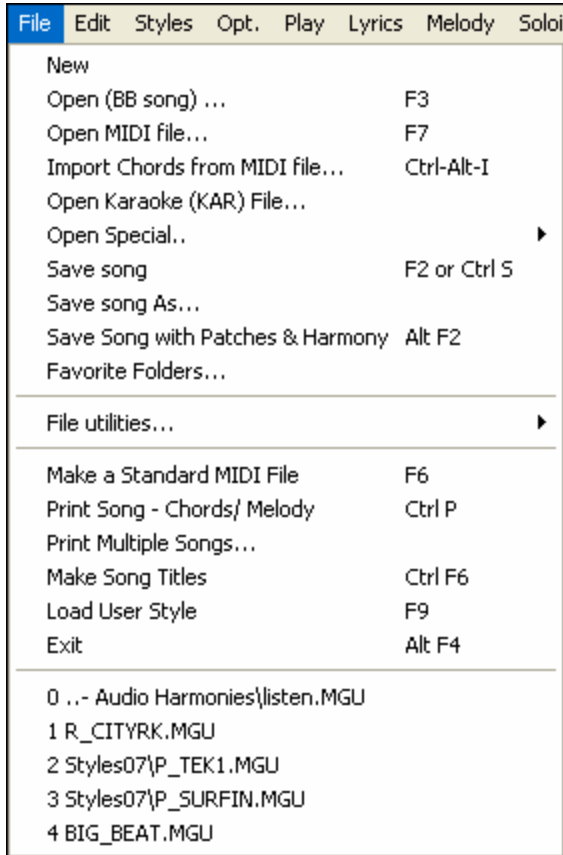 File Edit Styles Opt. Play Lyrics Melody Soloi
New
Open (BB song) ... F3
Open MIDI file... F7
Import Chords from MIDI file... Ctrl-Alt-I
Open Karaoke (KAR) File...
Open Special..
Save song F2 or Ctrl S
Save song As...
Save Song with Patches & Harmony Alt F2
Favorite Folders...
File utilities...
Make a Standard MIDI File F6
Print Song - Chords/ Melody Ctrl P
Print Multiple Songs...
Make Song Titles Ctrl F6
Load User Style F9
Exit Alt F4
0 ..- Audio Harmonies\listen.MGU
1 R_CITYRK.MGU
2 Styles07\P_TEK1.MGU
3 Styles07\P_SURFIN.MGU
4 BIG_BEAT.MGU